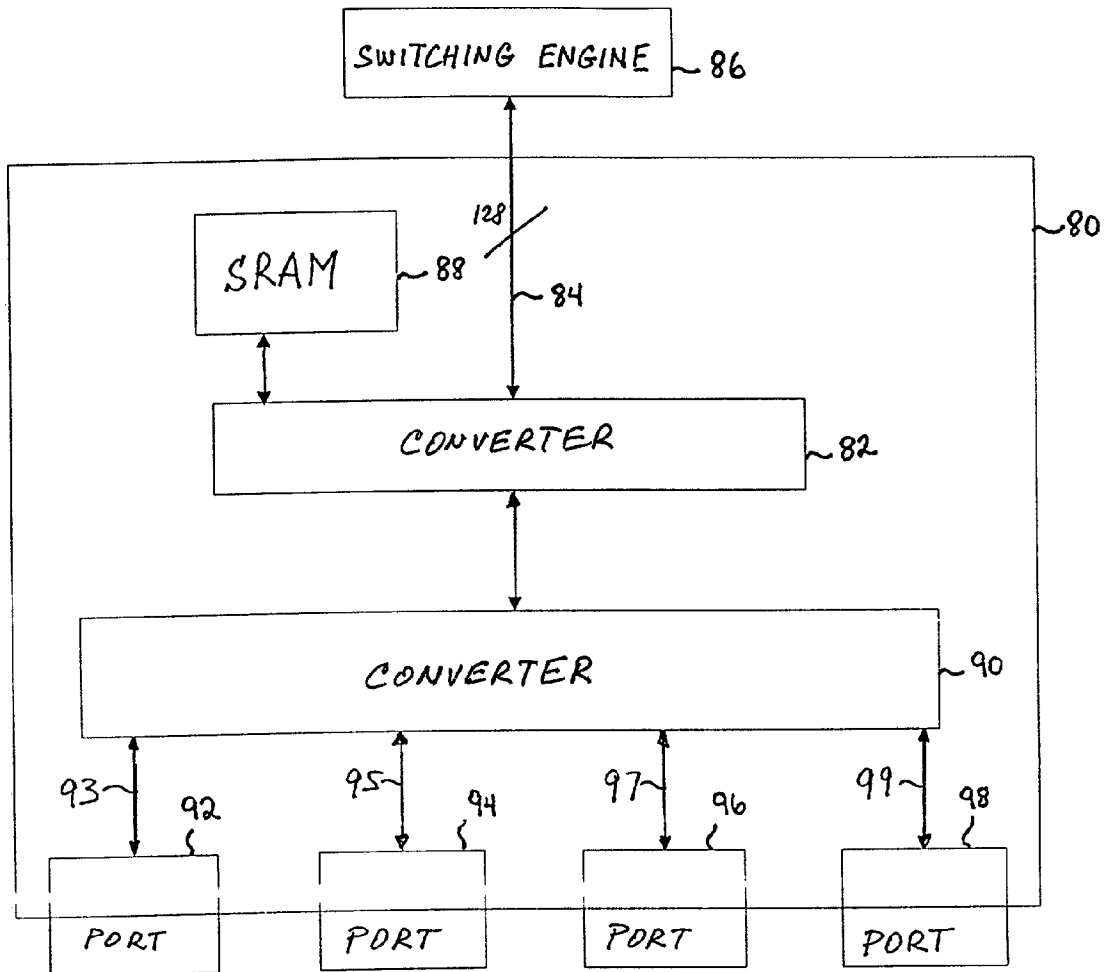 SWITCHING ENGINE
86
128
80
SRAM
88
84
CONVERTER
82
CONVERTER
90
93
95
97
99
92
94
96
98
PORT
PORT
PORT
PORT